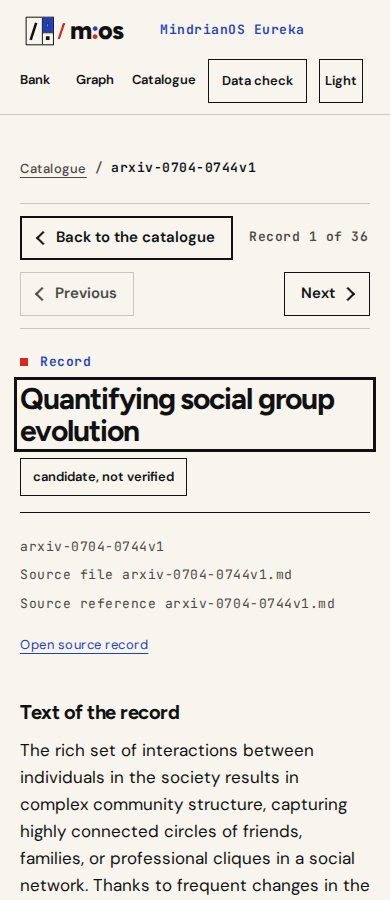 / / m:os
MindrianOS Eureka
Bank Graph Catalogue Data check Light
Catalogue / arxiv-0704-0744v1
Back to the catalogue Record 1 of 36
Previous Next
Record
Quantifying social group
evolution
candidate, not verified
arxiv-0704-0744v1
Source file arxiv-0704-0744v1.md
Source reference arxiv-0704-0744v1.md
Open source record
Text of the record
The rich set of interactions between
individuals in the society results in
complex community structure, capturing
highly connected circles of friends,
families, or professional cliques in a social
network. Thanks to frequent changes in the